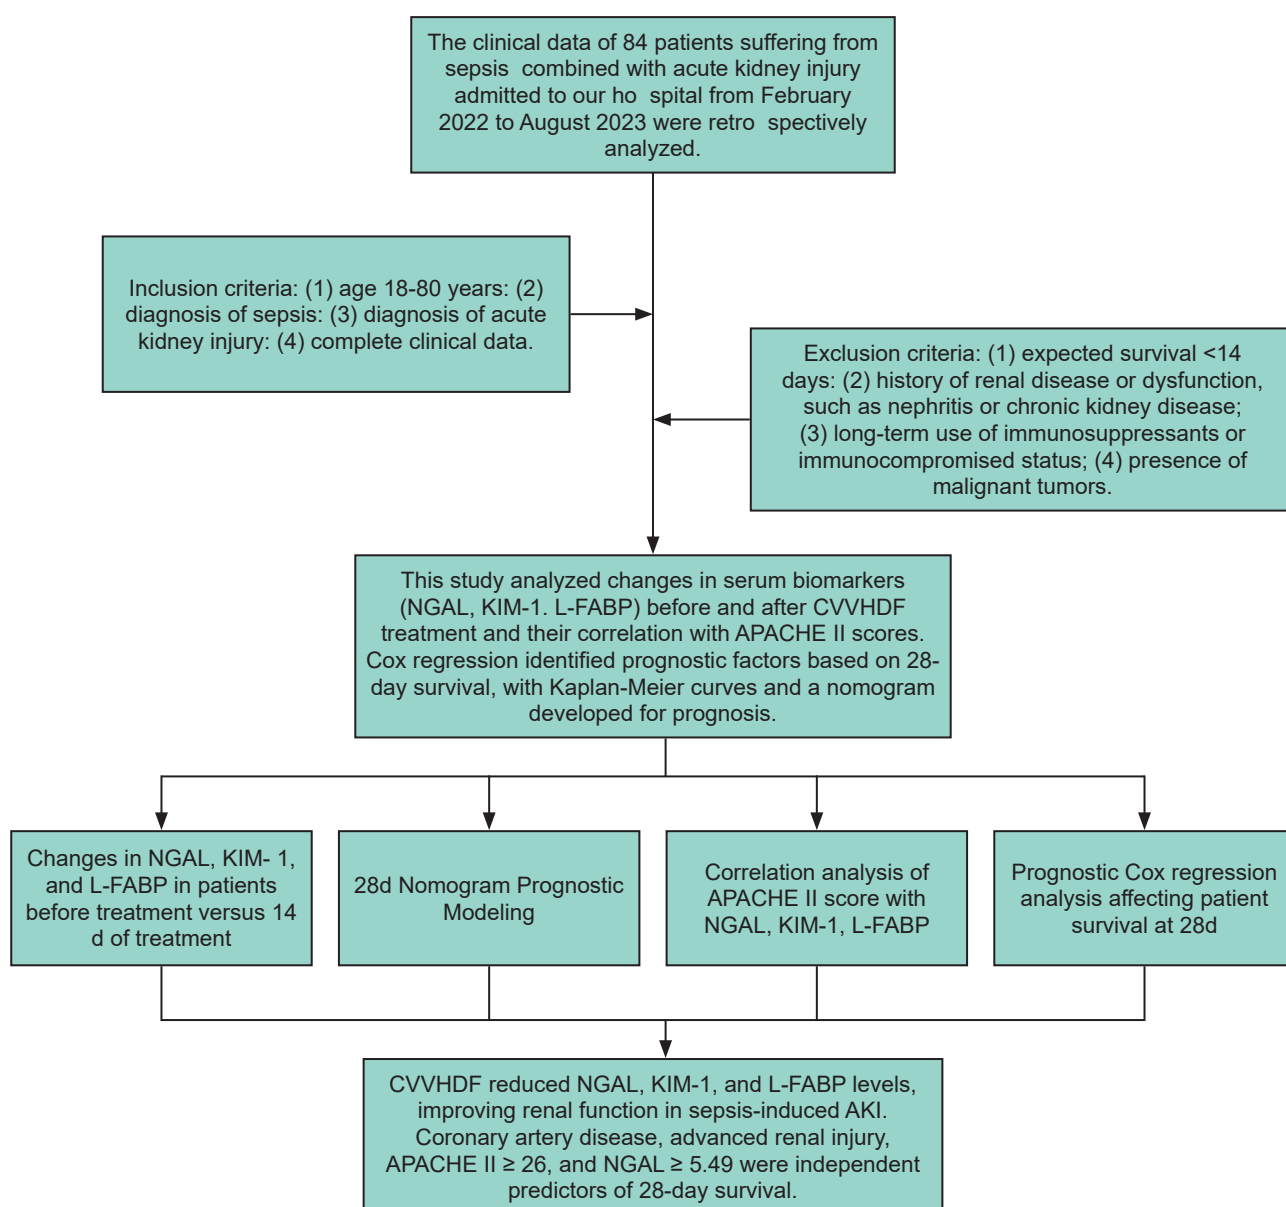 The clinical data of 84 patients suffering from
sepsis combined with acute kidney injury
admitted to our ho spital from February
2022 to August 2023 were retro spectively
analyzed.
Inclusion criteria: (1) age 18-80 years: (2)
diagnosis of sepsis: (3) diagnosis of acute
kidney injury: (4) complete clinical data.
Exclusion criteria: (1) expected survival <14
days: (2) history of renal disease or dysfunction,
such as nephritis or chronic kidney disease;
(3) long-term use of immunosuppressants or
immunocompromised status; (4) presence of
malignant tumors.
This study analyzed changes in serum biomarkers
(NGAL, KIM-1. L-FABP) before and after CVVHDF
treatment and their correlation with APACHE II scores.
Cox regression identified prognostic factors based on 28-
day survival, with Kaplan-Meier curves and a nomogram
developed for prognosis.
Changes in NGAL, KIM- 1,
and L-FABP in patients
before treatment versus 14
d of treatment
28d Nomogram Prognostic
Modeling
Correlation analysis of
APACHE II score with
NGAL, KIM-1, L-FABP
Prognostic Cox regression
analysis affecting patient
survival at 28d
CVVHDF reduced NGAL, KIM-1, and L-FABP levels,
improving renal function in sepsis-induced AKI.
Coronary artery disease, advanced renal injury,
APACHE II ≥ 26, and NGAL ≥ 5.49 were independent
predictors of 28-day survival.